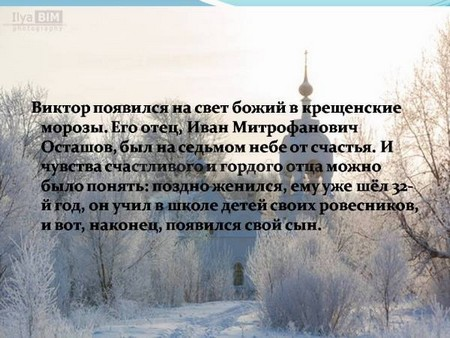 Ilya BIM
photography
Виктор появился на свет божий в крещенские
морозы. Его отец, Иван Митрофанович
Осташов, был на седьмом небе от счастья. И
чувства счастливого и гордого отца можно
было понять: поздно женился, ему уже шёл 32-
й год, он учил в школе детей своих ровесников,
и вот, наконец, появился свой сын.